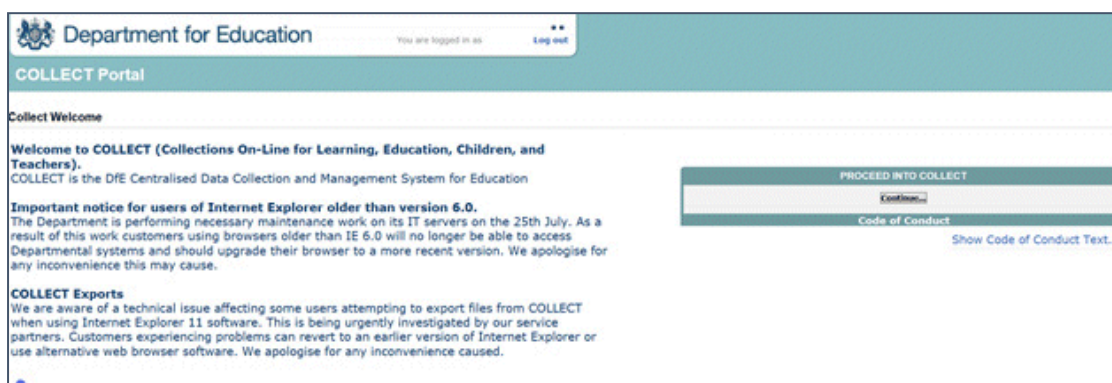 Department for Education
You are logged in as
Log out
COLLECT Portal
Collect Welcome
Welcome to COLLECT (Collections On-Line for Learning, Education, Children, and
Teachers).
COLLECT is the DfE Centralised Data Collection and Management System for Education
Important notice for users of Internet Explorer older than version 6.0.
The Department is performing necessary maintenance work on its IT servers on the 25th July. As a
result of this work customers using browsers older than IE 6.0 will no longer be able to access
Departmental systems and should upgrade their browser to a more recent version. We apologise for
any inconvenience this may cause.
COLLECT Exports
We are aware of a technical issue affecting some users attempting to export files from COLLECT
when using Internet Explorer 11 software. This is being urgently investigated by our service
partners. Customers experiencing problems can revert to an earlier version of Internet Explorer or
use alternative web browser software. We apologise for any inconvenience caused.
PROCEED INTO COLLECT
Continue...
Code of Conduct
Show Code of Conduct Text.